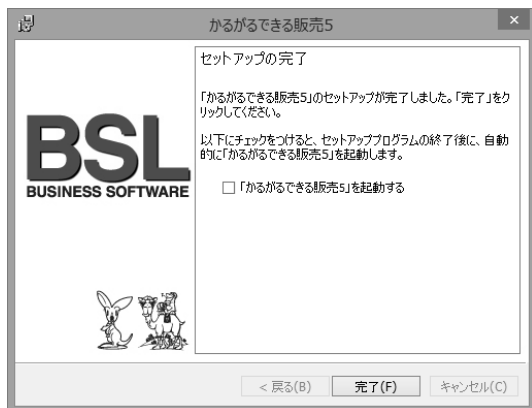 かるがるできる販売5
セットアップの完了
「かるがるできる販売5」のセットアップが完了しました。「完了」をク
リックしてください。
以下にチェックをつけると、セットアッププログラムの終了後に、自動
的に「かるがるできる販売5」を起動します。
「かるがるできる販売5」を起動する
BSL
BUSINESS SOFTWARE
< 戻る(B)
完了(F)
キャンセル(C)